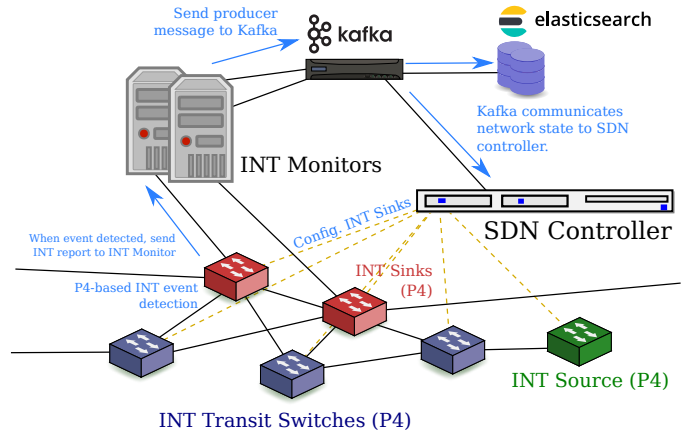 Send producer
message to Kafka
kafka
elasticsearch
Kafka communicates
network state to SDN
controller.
INT Monitors
SDN Controller
When event detected, send
INT report to INT Monitor
Config. INT Sinks
P4-based INT event
detection
INT Sinks
(P4)
INT Source (P4)
INT Transit Switches (P4)